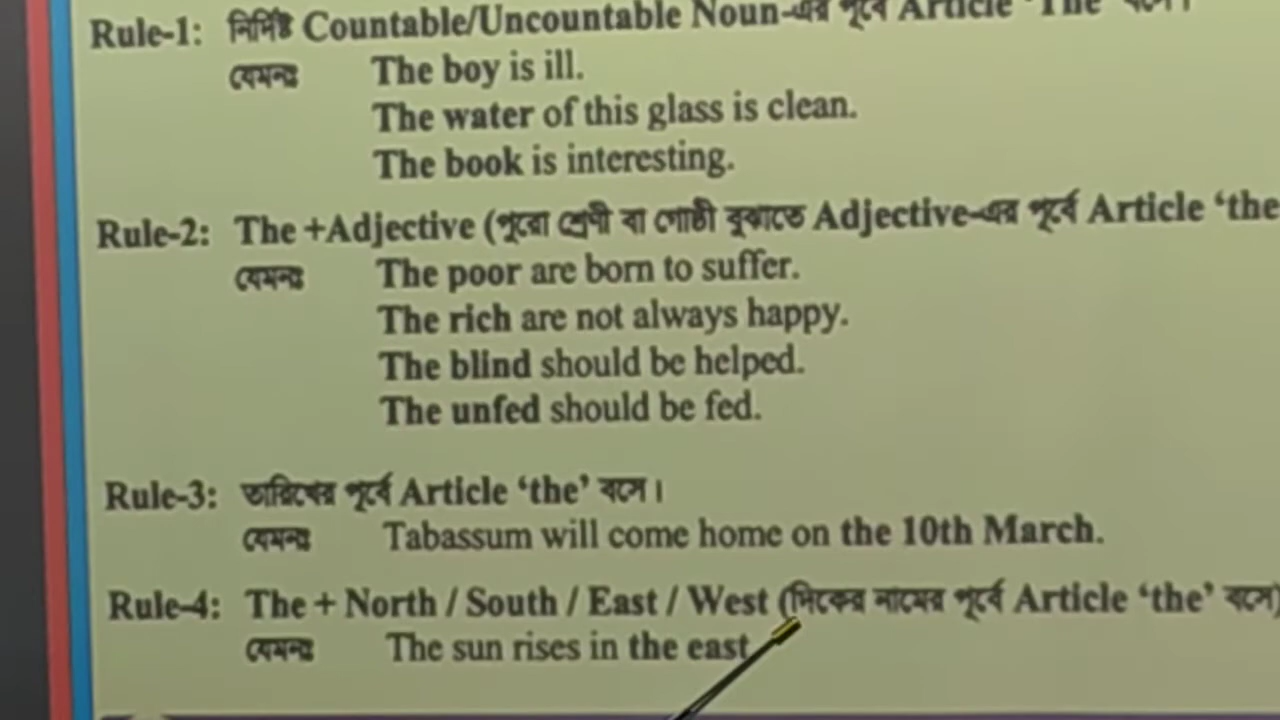 Rule-1: নির্দিষ্ট Countable/Uncountable Noun-এর পূর্বে Article 'The' বসে।
যেমনঃ The boy is ill.
The water of this glass is clean.
The book is interesting.
Rule-2: The +Adjective (পুরো শ্রেণী বা গোষ্ঠী বুঝাতে Adjective-এর পূর্বে Article 'the
যেমনঃ The poor are born to suffer.
The rich are not always happy.
The blind should be helped.
The unfed should be fed.
Rule-3: তারিখের পূর্বে Article 'the' বসে।
যেমনঃ Tabassum will come home on the 10th March.
Rule-4: The + North / South / East / West (দিকের নামের পূর্বে Article 'the' বসে)
যেমনঃ The sun rises in the east